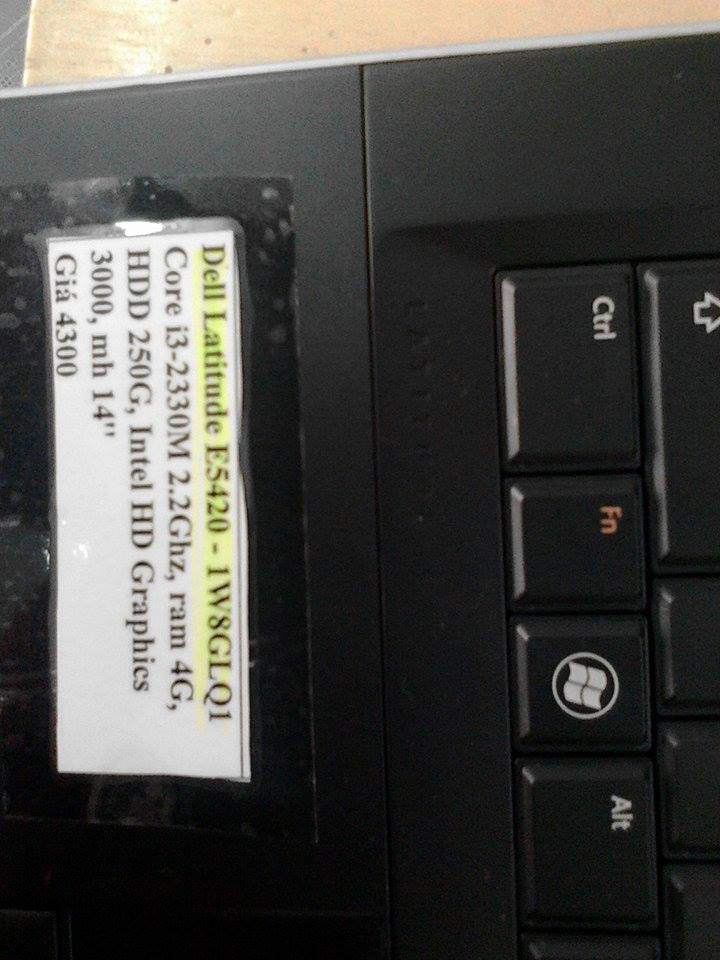 Dell Latitude E5420 - 1W8GLQ1
Core i3-2330M 2.2Ghz, ram 4G,
HDD 250G, Intel HD Graphics
3000, mh 14"
Giá 4300
Ctrl
Fn
Alt